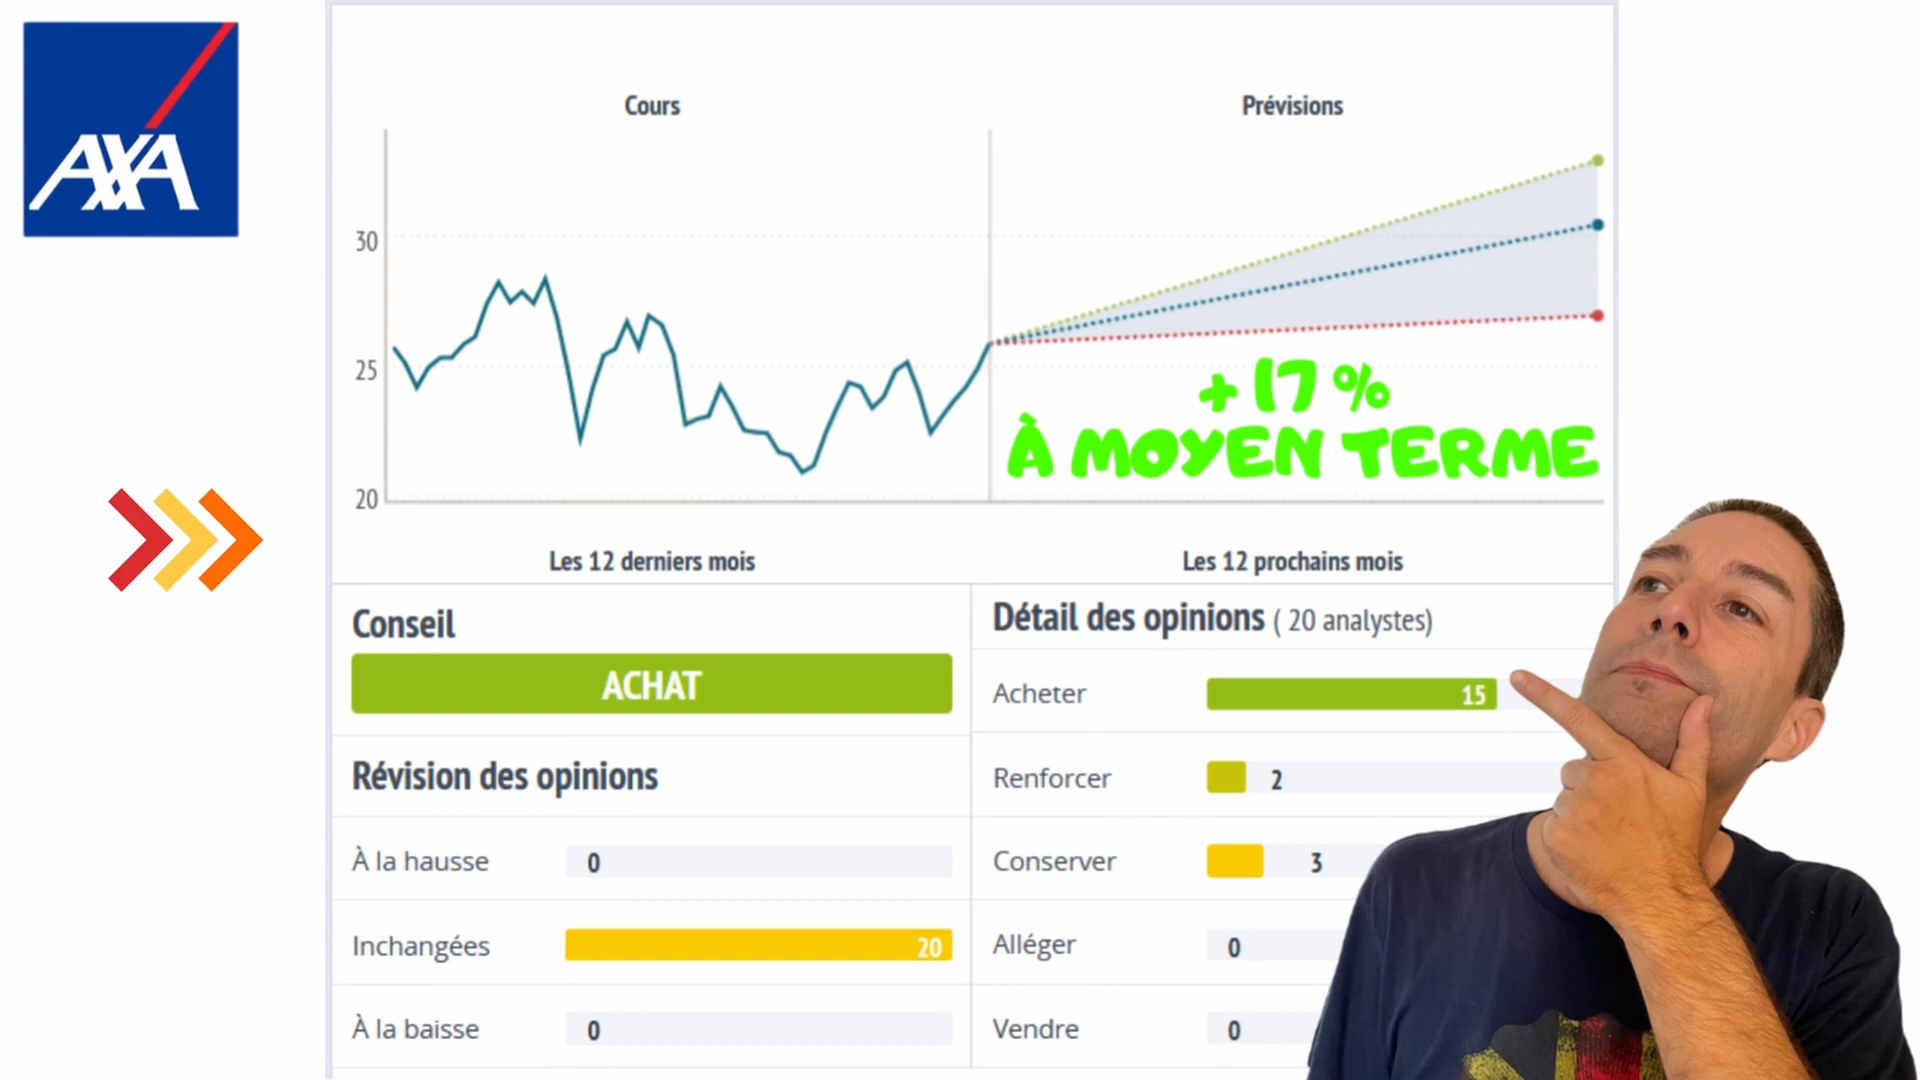 AXA
Cours
Prévisions
30
25
20
+ 17 %
À MOYEN TERME
Les 12 derniers mois
Les 12 prochains mois
Conseil
ACHAT
Révision des opinions
À la hausse 0
Inchangées 20
À la baisse 0
Détail des opinions ( 20 analystes)
Acheter 15
Renforcer 2
Conserver 3
Alléger 0
Vendre 0